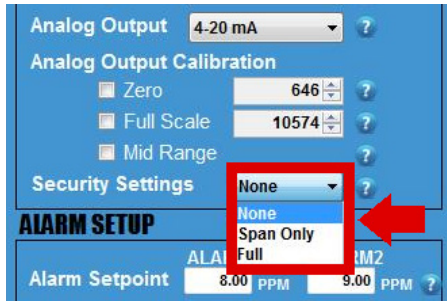 Analog Output 4-20 mA ?
Analog Output Calibration
Zero 646 ?
Full Scale 10574 ?
Mid Range ?
Security Settings None ?
None
Span Only
Full
ALARM SETUP
Alarm Setpoint 8.00 PPM 9.00 PPM ?